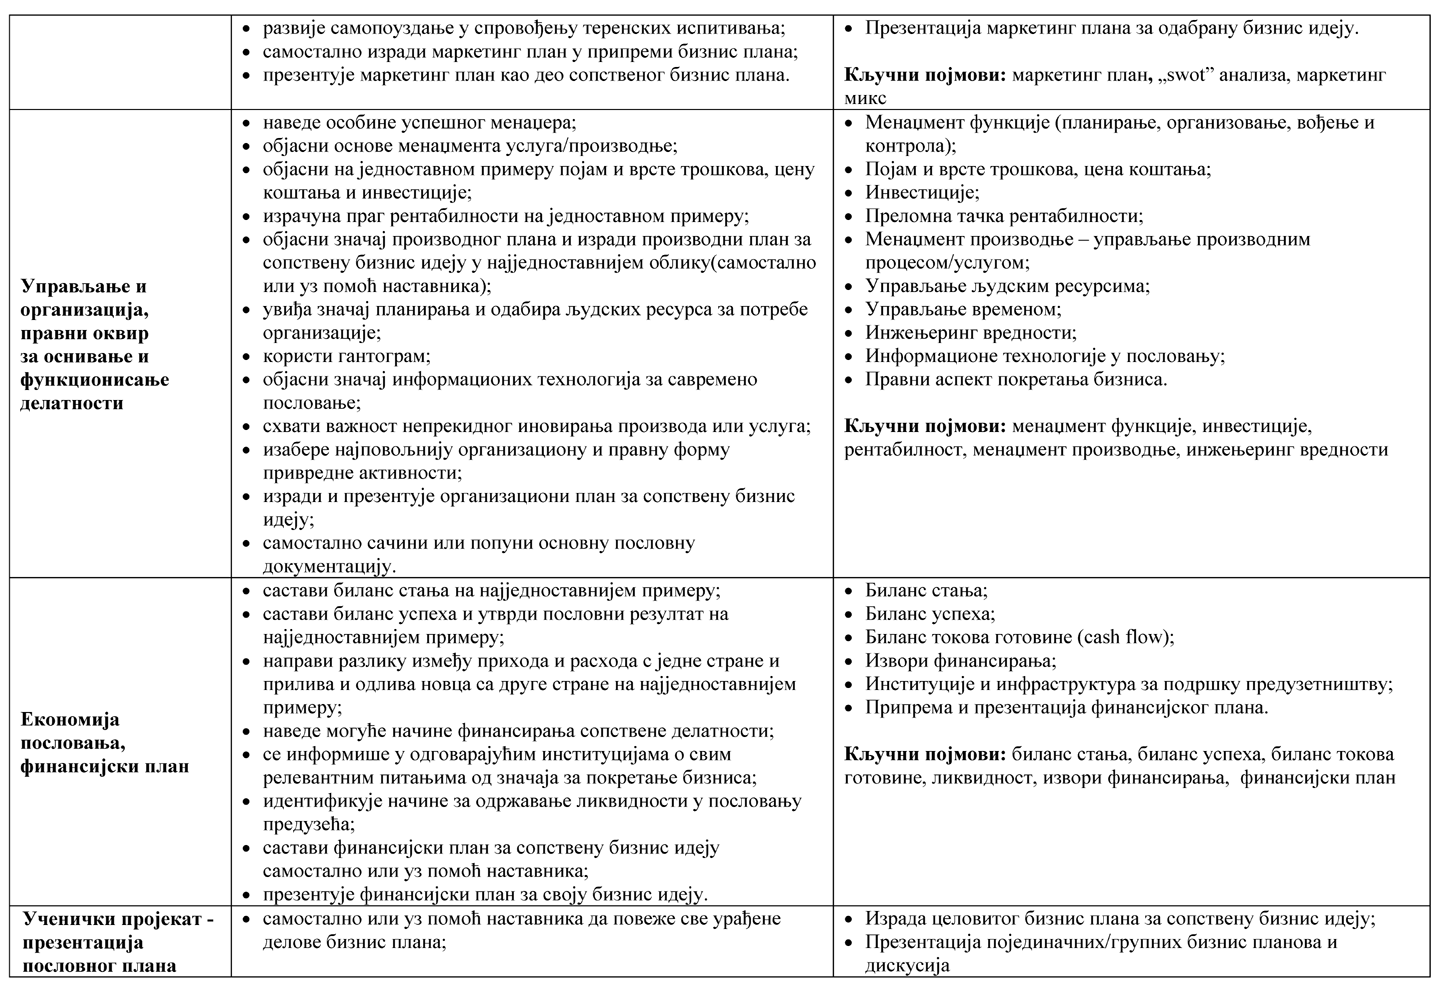 • развије самопоуздање у спровођењу теренских испитивања;
• самостално изради маркетинг план у припреми бизнис плана;
• презентује маркетинг план као део сопственог бизнис плана.
• Презентација маркетинг плана за одабрану бизнис идеју.
Кључни појмови: маркетинг план, „swot” анализа, маркетинг
микс
Управљање и
организација,
правни оквир
за оснивање и
функционисање
делатности
• наведе особине успешног менаџера;
• објасни основе менаџмента услуга/производње;
• објасни на једноставном примеру појам и врсте трошкова, цену
коштања и инвестиције;
• израчуна праг рентабилности на једноставном примеру;
• објасни значај производног плана и изради производни план за
сопствену бизнис идеју у најједноставнијем облику(самостално
или уз помоћ наставника);
• увиђа значај планирања и одабира људских ресурса за потребе
организације;
• користи гантограм;
• објасни значај информационих технологија за савремено
пословање;
• схвати важност непрекидног иновирања производа или услуга;
• изабере најповољнију организациону и правну форму
привредне активности;
• изради и презентује организациони план за сопствену бизнис
идеју;
• самостално сачини или попуни основну пословну
документацију.
• Менаџмент функције (планирање, организовање, вођење и
контрола);
• Појам и врсте трошкова, цена коштања;
• Инвестиције;
• Преломна тачка рентабилности;
• Менаџмент производње – управљање производним
процесом/услугом;
• Управљање људским ресурсима;
• Управљање временом;
• Инжењеринг вредности;
• Информационе технологије у пословању;
• Правни аспект покретања бизниса.
Кључни појмови: менаџмент функције, инвестиције,
рентабилност, менаџмент производње, инжењеринг вредности
Економија
пословања,
финансијски план
• састави биланс стања на најједноставнијем примеру;
• састави биланс успеха и утврди пословни резултат на
најједноставнијем примеру;
• направи разлику између прихода и расхода с једне стране и
прилива и одлива новца са друге стране на најједноставнијем
примеру;
• наведе могуће начине финансирања сопствене делатности;
• се информише у одговарајућим институцијама о свим
релевантним питањима од значаја за покретање бизниса;
• идентификује начине за одржавање ликвидности у пословању
предузећа;
• састави финансијски план за сопствену бизнис идеју
самостално или уз помоћ наставника;
• презентује финансијски план за своју бизнис идеју.
• Биланс стања;
• Биланс успеха;
• Биланс токова готовине (cash flow);
• Извори финансирања;
• Институције и инфраструктура за подршку предузетништву;
• Припрема и презентација финансијског плана.
Кључни појмови: биланс стања, биланс успеха, биланс токова
готовине, ликвидност, извори финансирања, финансијски план
Ученички пројекат -
презентација
пословног плана
• самостално или уз помоћ наставника да повеже све урађене
делове бизнис плана;
• Израда целовитог бизнис плана за сопствену бизнис идеју;
• Презентација појединачних/групних бизнис планова и
дискусија